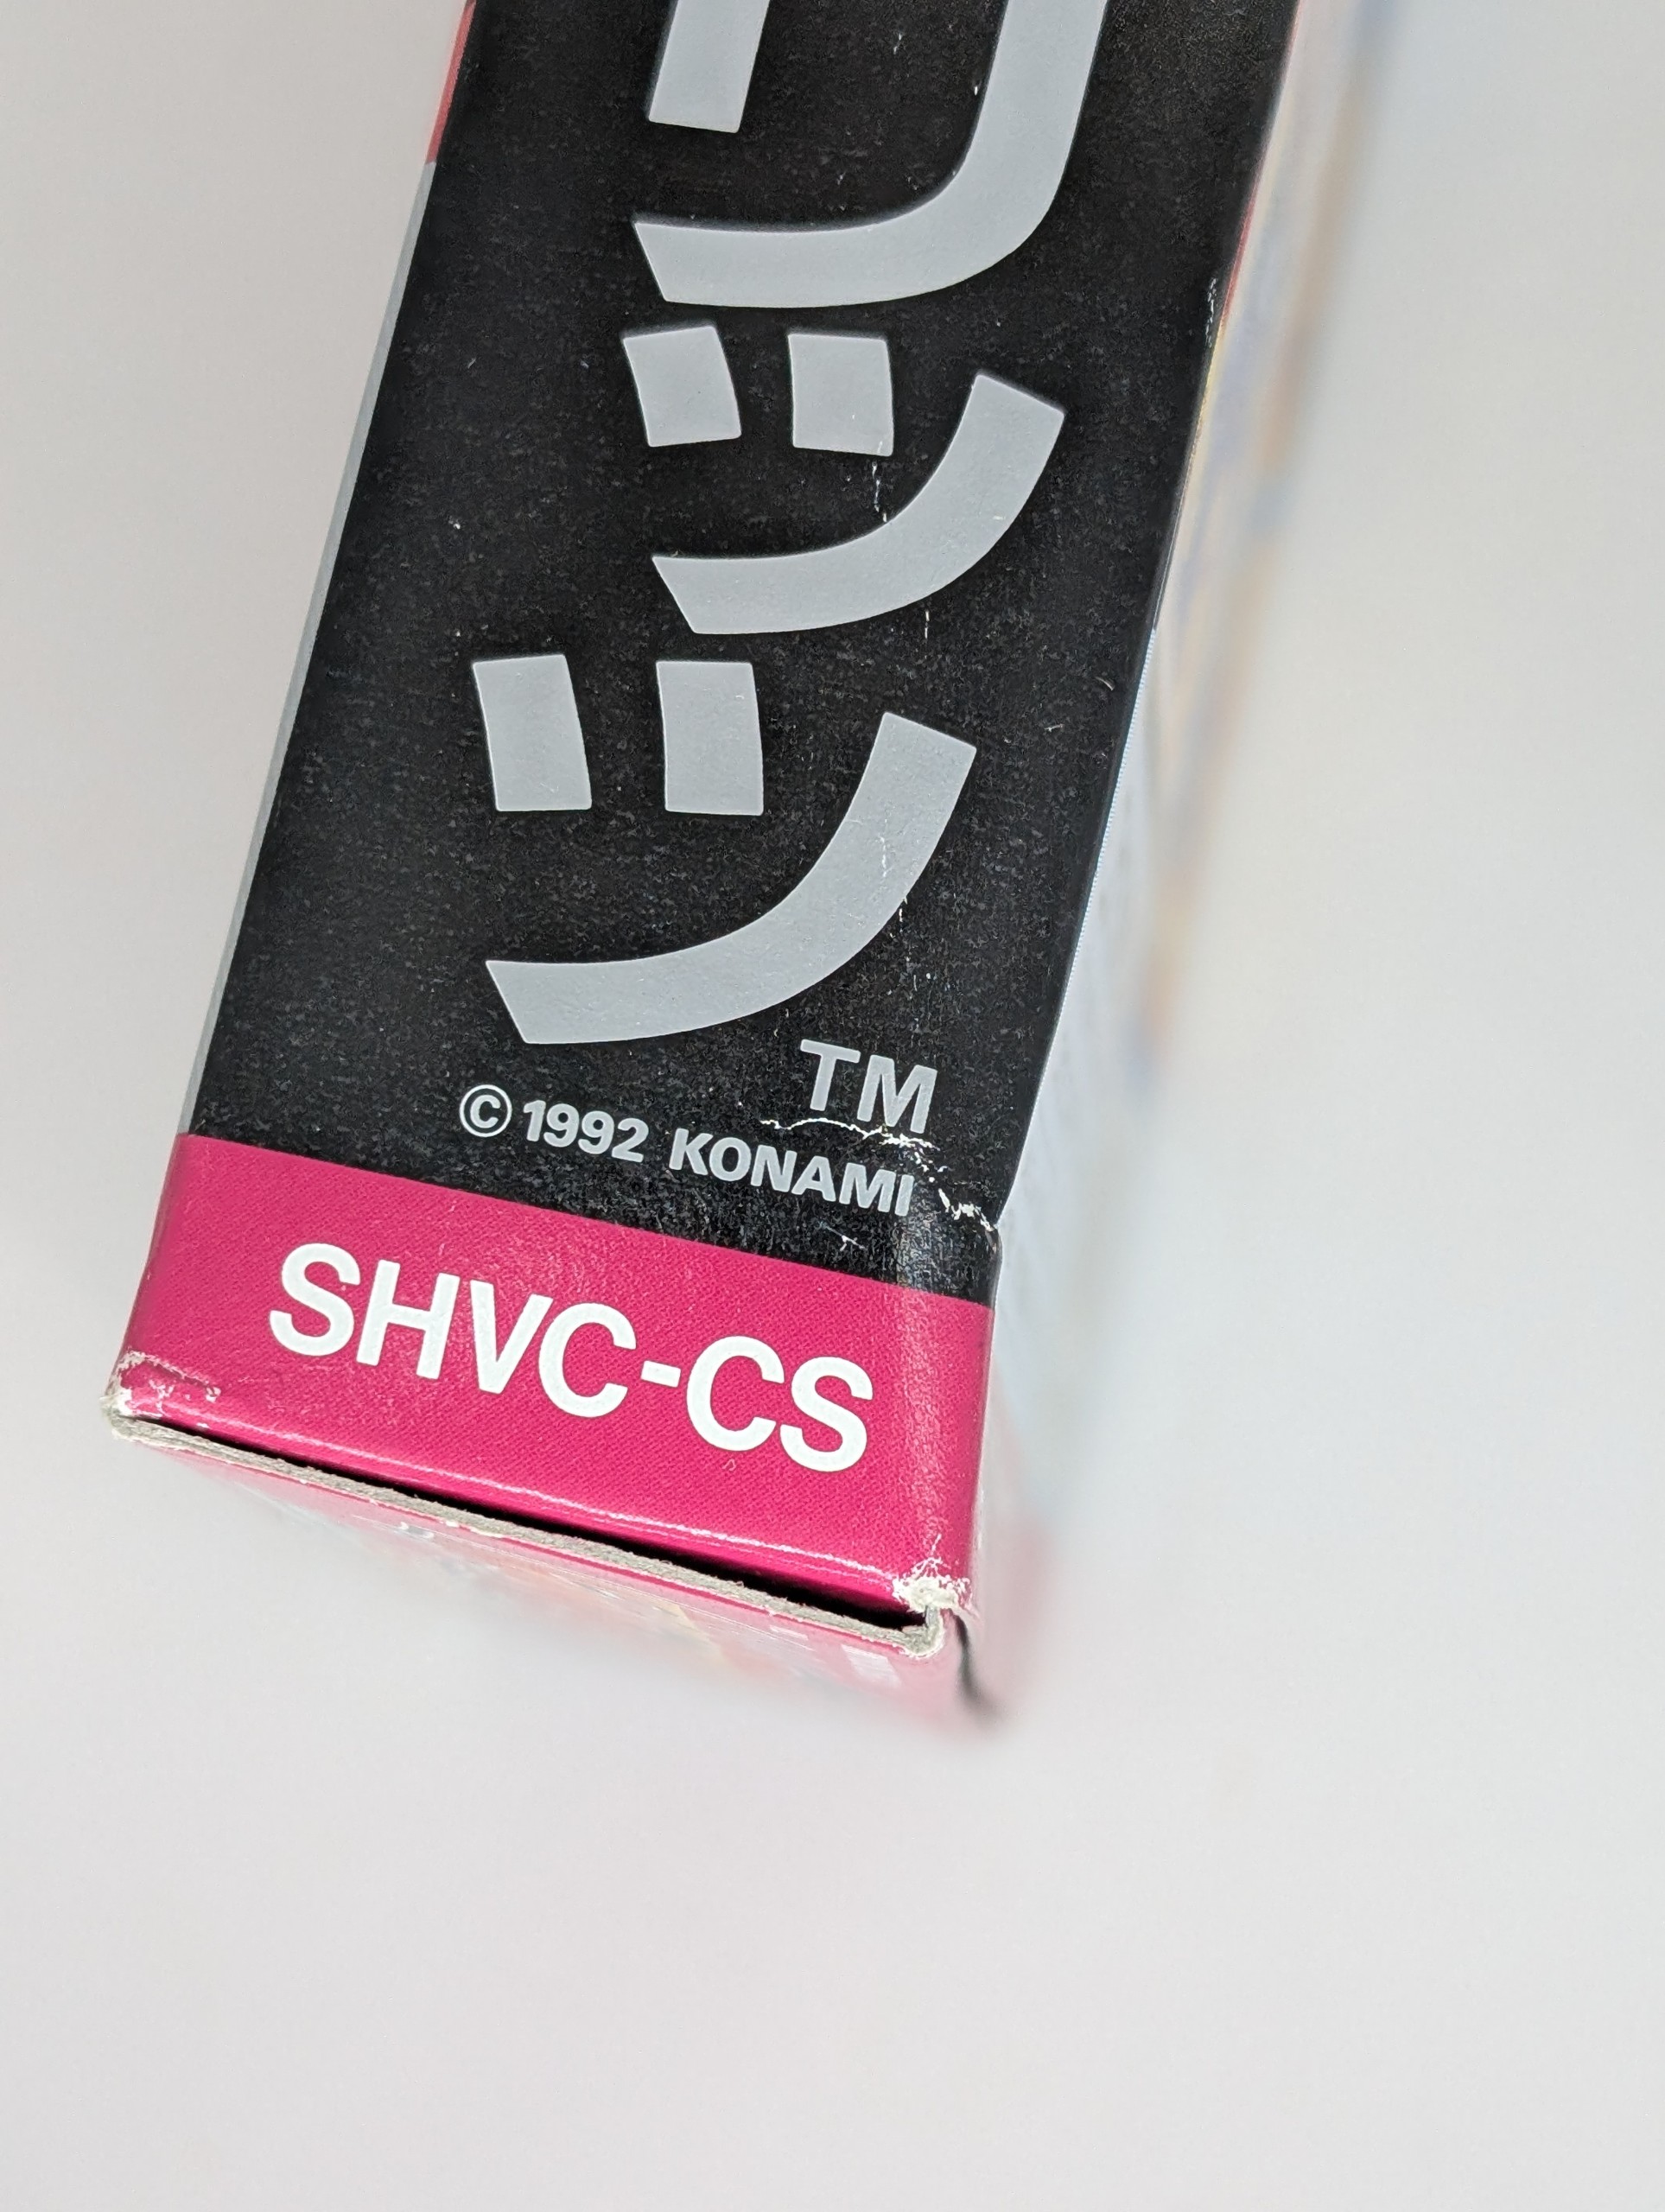 リッツ
TM
© 1992 KONAMI
SHVC-CS